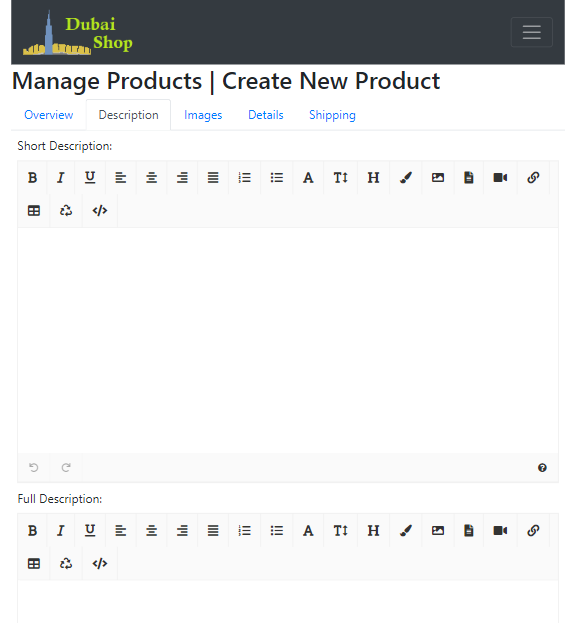 Dubai
Shop
Manage Products | Create New Product
Overview Description Images Details Shipping
Short Description:
B I U A T H
</>
Full Description:
B I U A T H
</>